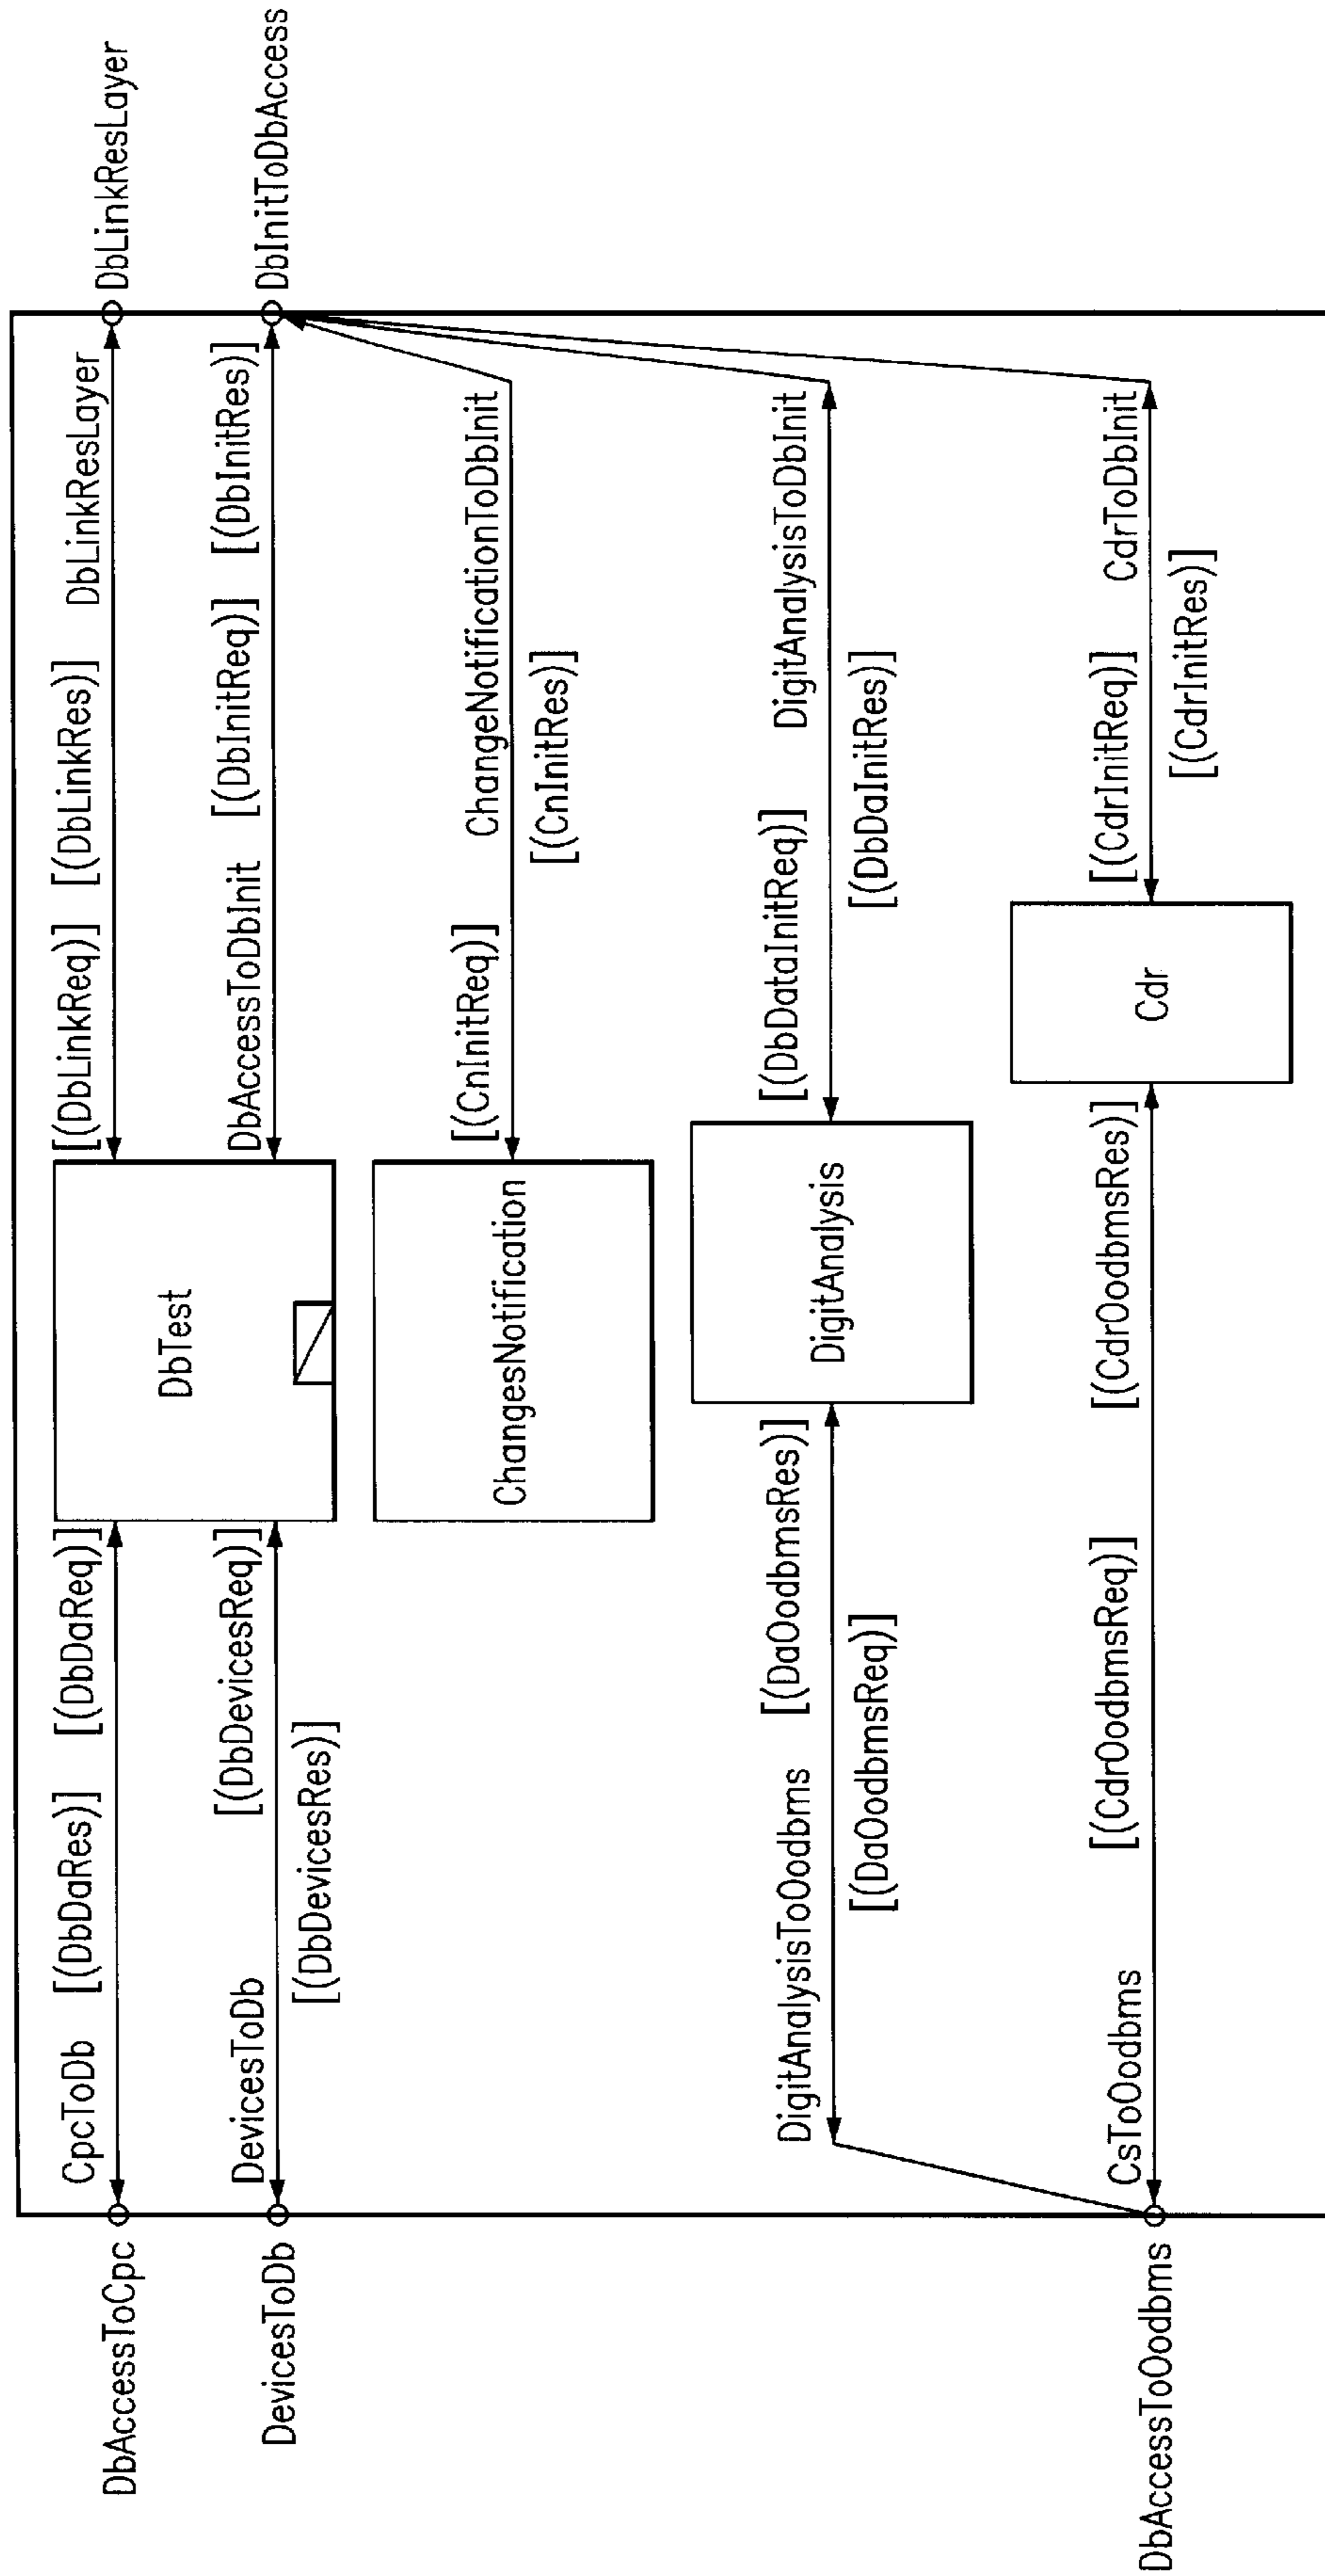 DbAccessToCpc
CpcToDb [(DbDaRes)] [(DbDaReq)]
DbTest
[(DbLinkReq)] [(DbLinkRes)] DbLinkResLayer
DbLinkResLayer
DevicesToDb
DevicesToDb [(DbDevicesReq)]
[(DbDevicesRes)]
DbAccessToDbInit [(DbInitReq)] [(DbInitRes)]
DbInitToDbAccess
ChangesNotification
[(CnInitReq)] ChangeNotificationToDbInit
[(CnInitRes)]
DigitAnalysisToOodbms [(DaOodbmsRes)]
[(DaOodbmsReq)]
DigitAnalysis
[(DbDataInitReq)] DigitAnalysisToDbInit
[(DbDaInitRes)]
DbAccessToOodbms
CsToOodbms [(CdrOodbmsReq)] [(CdrOodbmsRes)]
Cdr
[(CdrInitReq)] CdrToDbInit
[(CdrInitRes)]